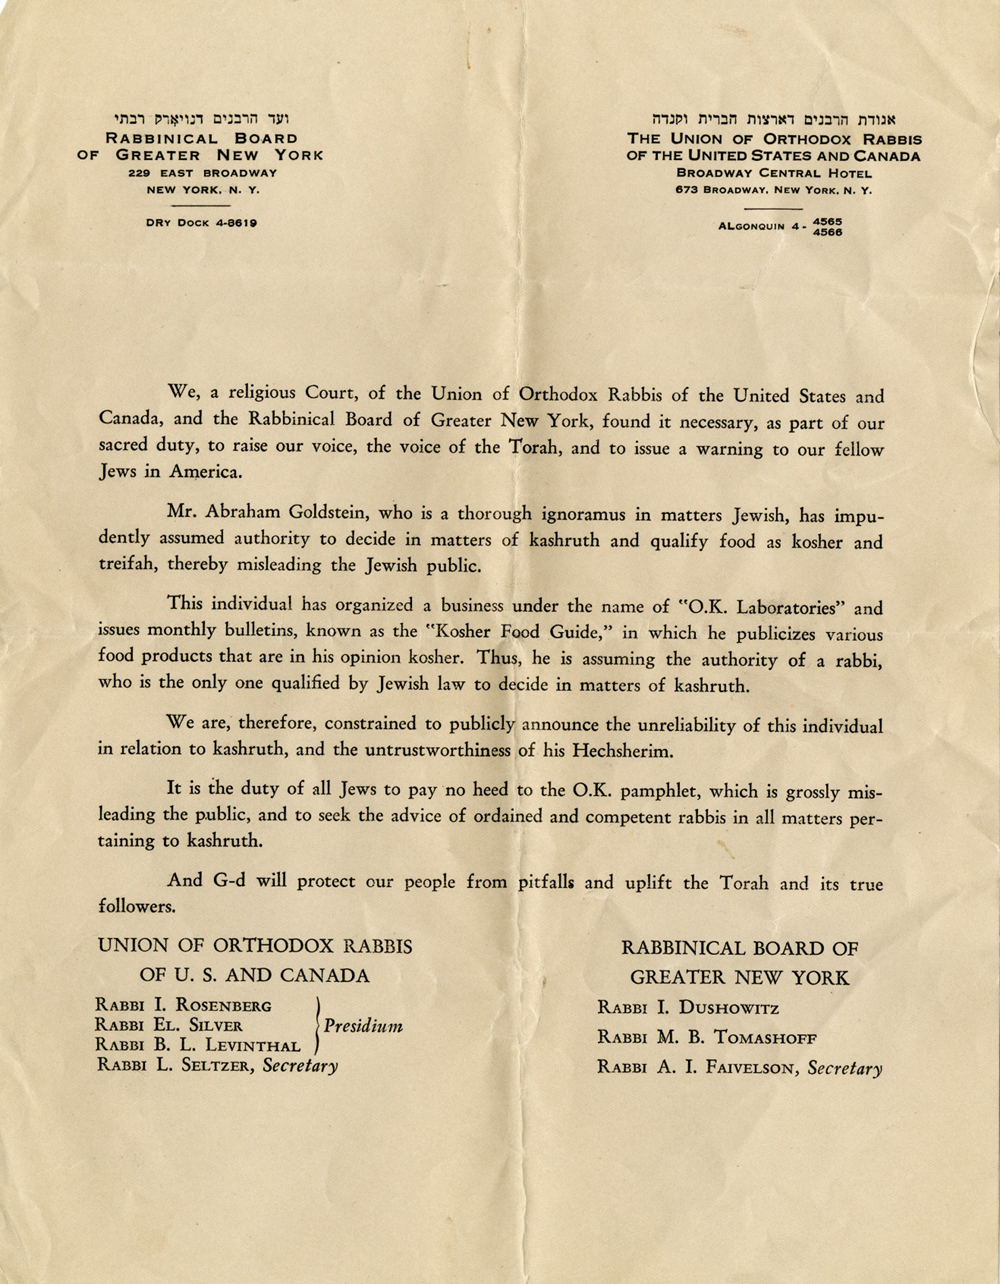 ועד הרבנים דנויארק רבתי
RABBINICAL BOARD
OF GREATER NEW YORK
229 EAST BROADWAY
NEW YORK, N. Y.
DRY DOCK 4-8619
אגודת הרבנים דארצות הברית וקנדה
THE UNION OF ORTHODOX RABBIS
OF THE UNITED STATES AND CANADA
BROADWAY CENTRAL HOTEL
673 BROADWAY, NEW YORK, N. Y.
ALGONQUIN 4 - 4565
4566
We, a religious Court, of the Union of Orthodox Rabbis of the United States and
Canada, and the Rabbinical Board of Greater New York, found it necessary, as part of our
sacred duty, to raise our voice, the voice of the Torah, and to issue a warning to our fellow
Jews in America.
Mr. Abraham Goldstein, who is a thorough ignoramus in matters Jewish, has impu-
dently assumed authority to decide in matters of kashruth and qualify food as kosher and
treifah, thereby misleading the Jewish public.
This individual has organized a business under the name of "O.K. Laboratories" and
issues monthly bulletins, known as the "Kosher Food Guide," in which he publicizes various
food products that are in his opinion kosher. Thus, he is assuming the authority of a rabbi,
who is the only one qualified by Jewish law to decide in matters of kashruth.
We are, therefore, constrained to publicly announce the unreliability of this individual
in relation to kashruth, and the untrustworthiness of his Hechsherim.
It is the duty of all Jews to pay no heed to the O.K. pamphlet, which is grossly mis-
leading the public, and to seek the advice of ordained and competent rabbis in all matters per-
taining to kashruth.
And G-d will protect our people from pitfalls and uplift the Torah and its true
followers.
UNION OF ORTHODOX RABBIS
OF U. S. AND CANADA
RABBI I. ROSENBERG
RABBI EL. SILVER
RABBI B. L. LEVINTHAL
Presidium
RABBI L. SELTZER, Secretary
RABBINICAL BOARD OF
GREATER NEW YORK
RABBI I. DUSHOWITZ
RABBI M. B. TOMASHOFF
RABBI A. I. FAIVELSON, Secretary